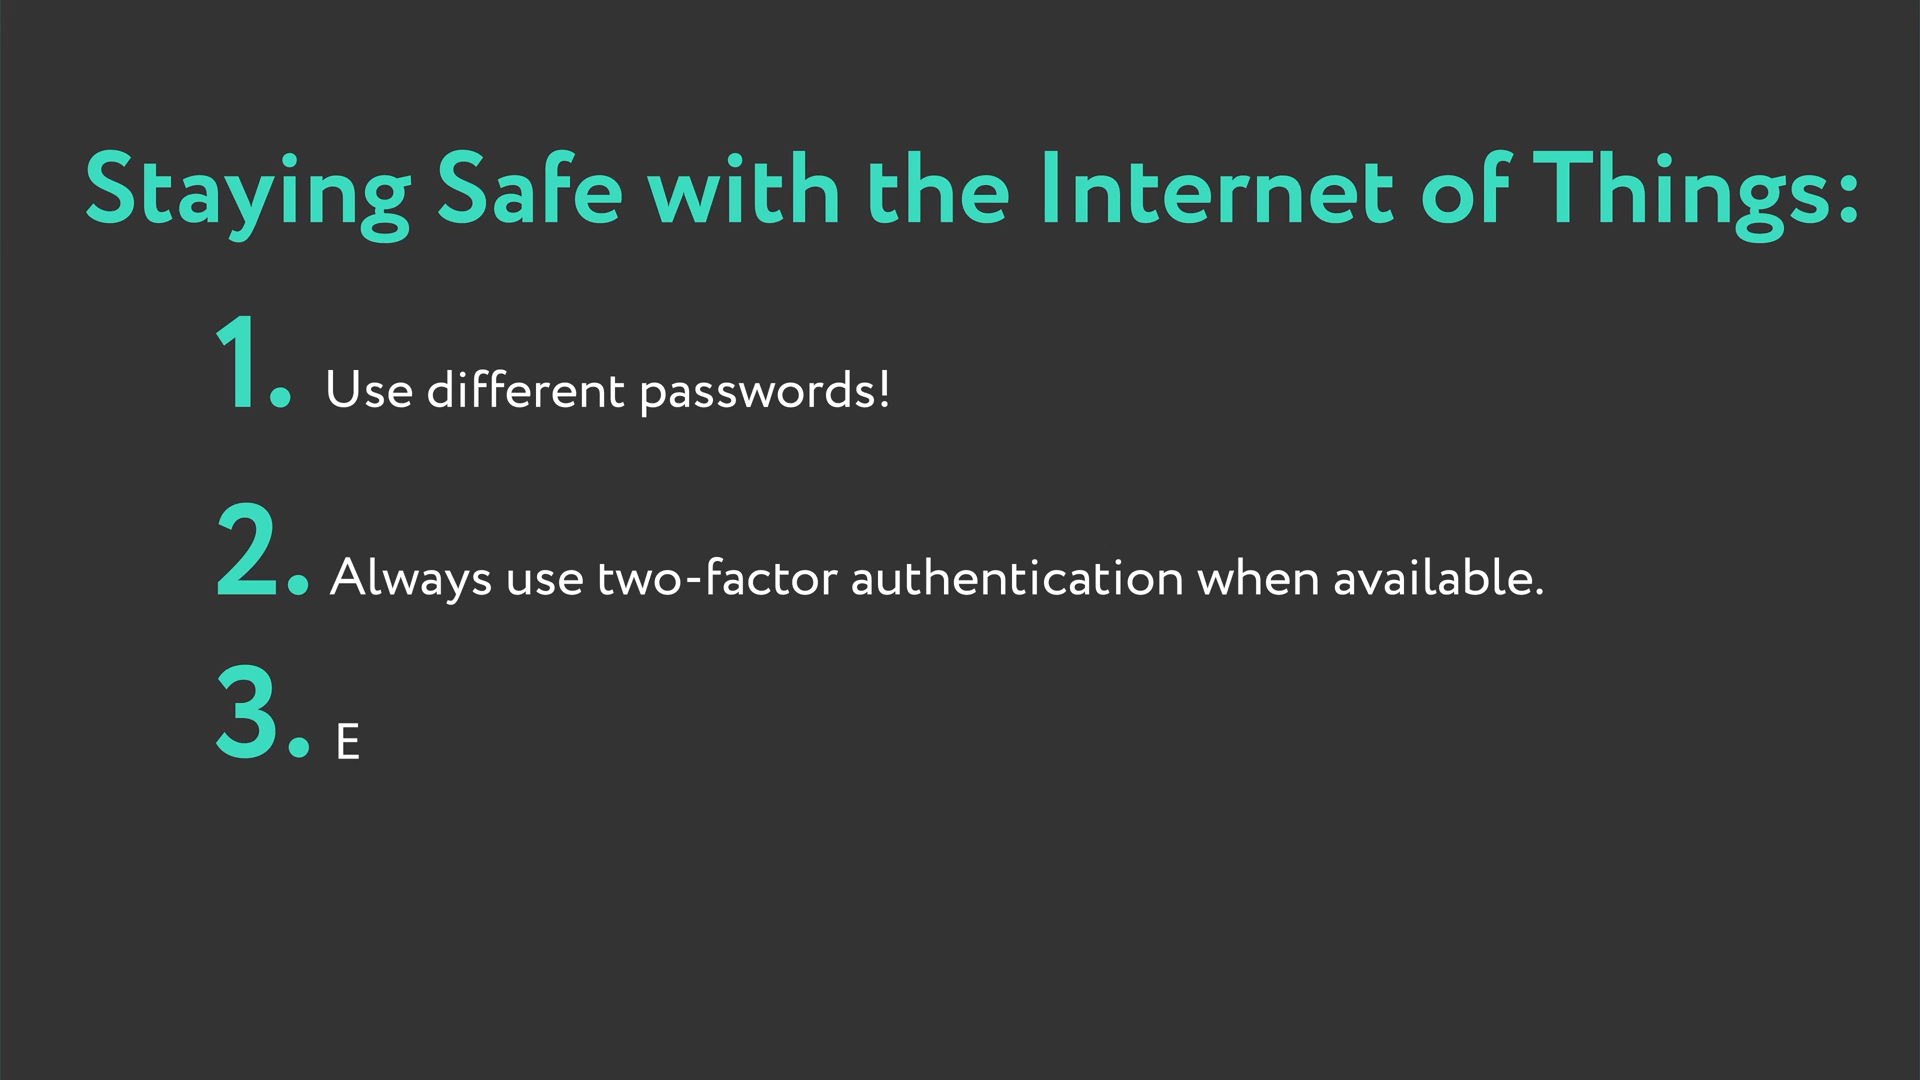 Staying Safe with the Internet of Things:
1. Use different passwords!
2. Always use two-factor authentication when available.
3. E